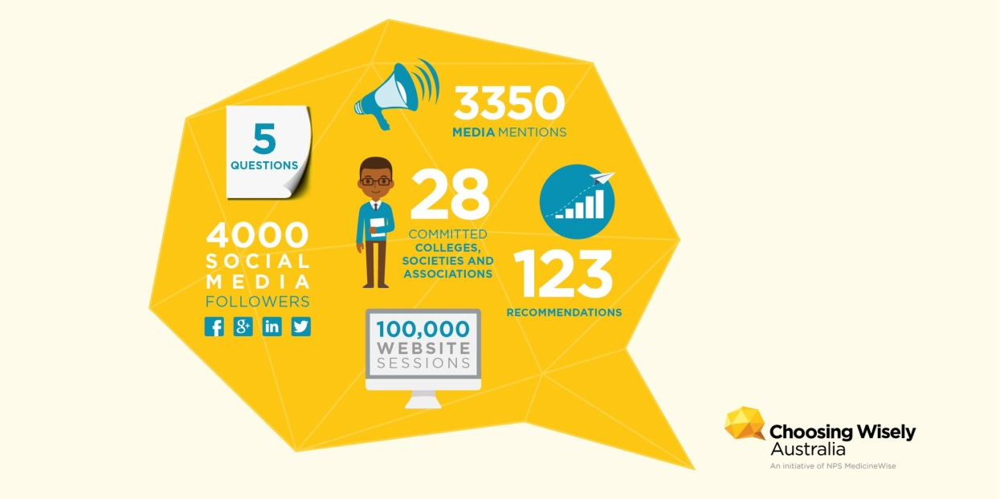 3350
MEDIA MENTIONS
5
QUESTIONS
28
COMMITTED
COLLEGES,
SOCIETIES AND
ASSOCIATIONS
4000
SOCIAL
MEDIA
FOLLOWERS
f
g+
in
123
RECOMMENDATIONS
100,000
WEBSITE
SESSIONS
Choosing Wisely
Australia
An initiative of NPS MedicineWise